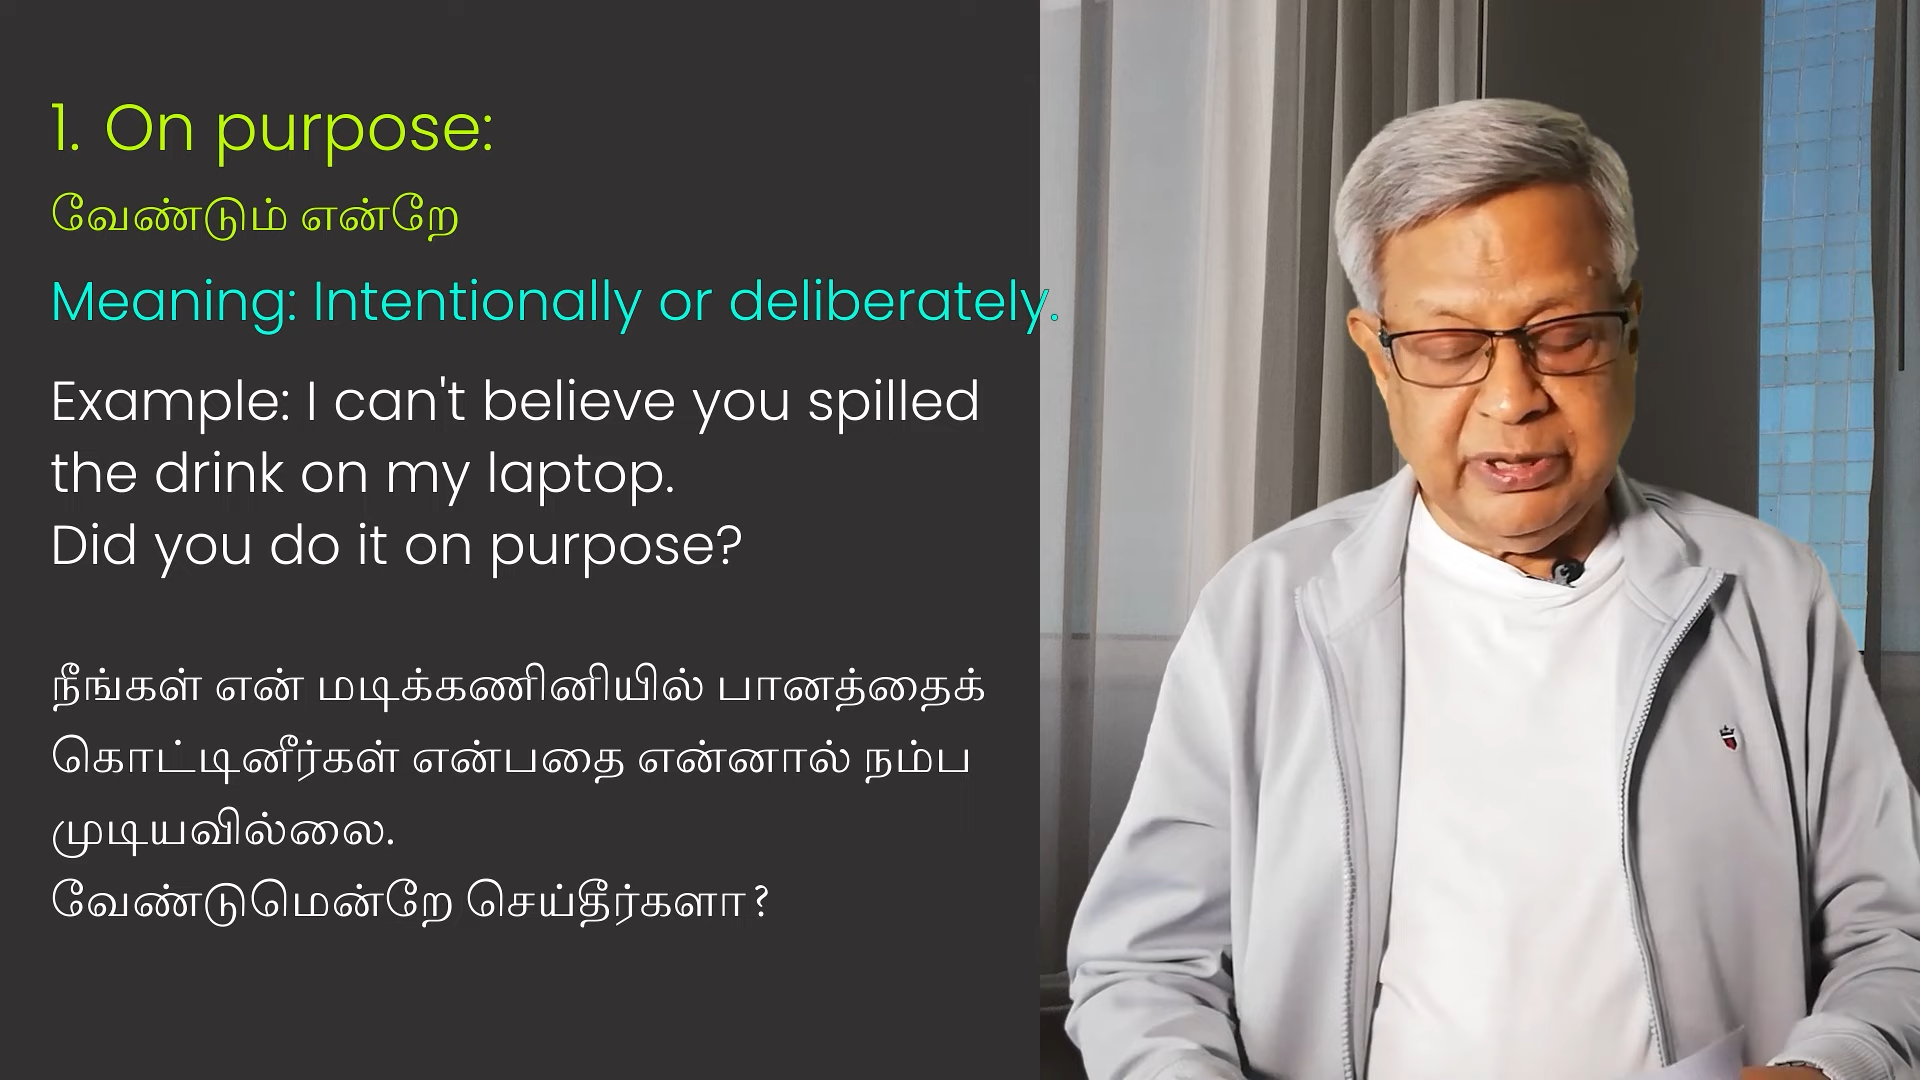 1. On purpose:
வேண்டும் என்றே
Meaning: Intentionally or deliberately.
Example: I can't believe you spilled
the drink on my laptop.
Did you do it on purpose?
நீங்கள் என் மடிக்கணினியில் பானத்தைக்
கொட்டினீர்கள் என்பதை என்னால் நம்ப
முடியவில்லை.
வேண்டுமென்றே செய்தீர்களா?